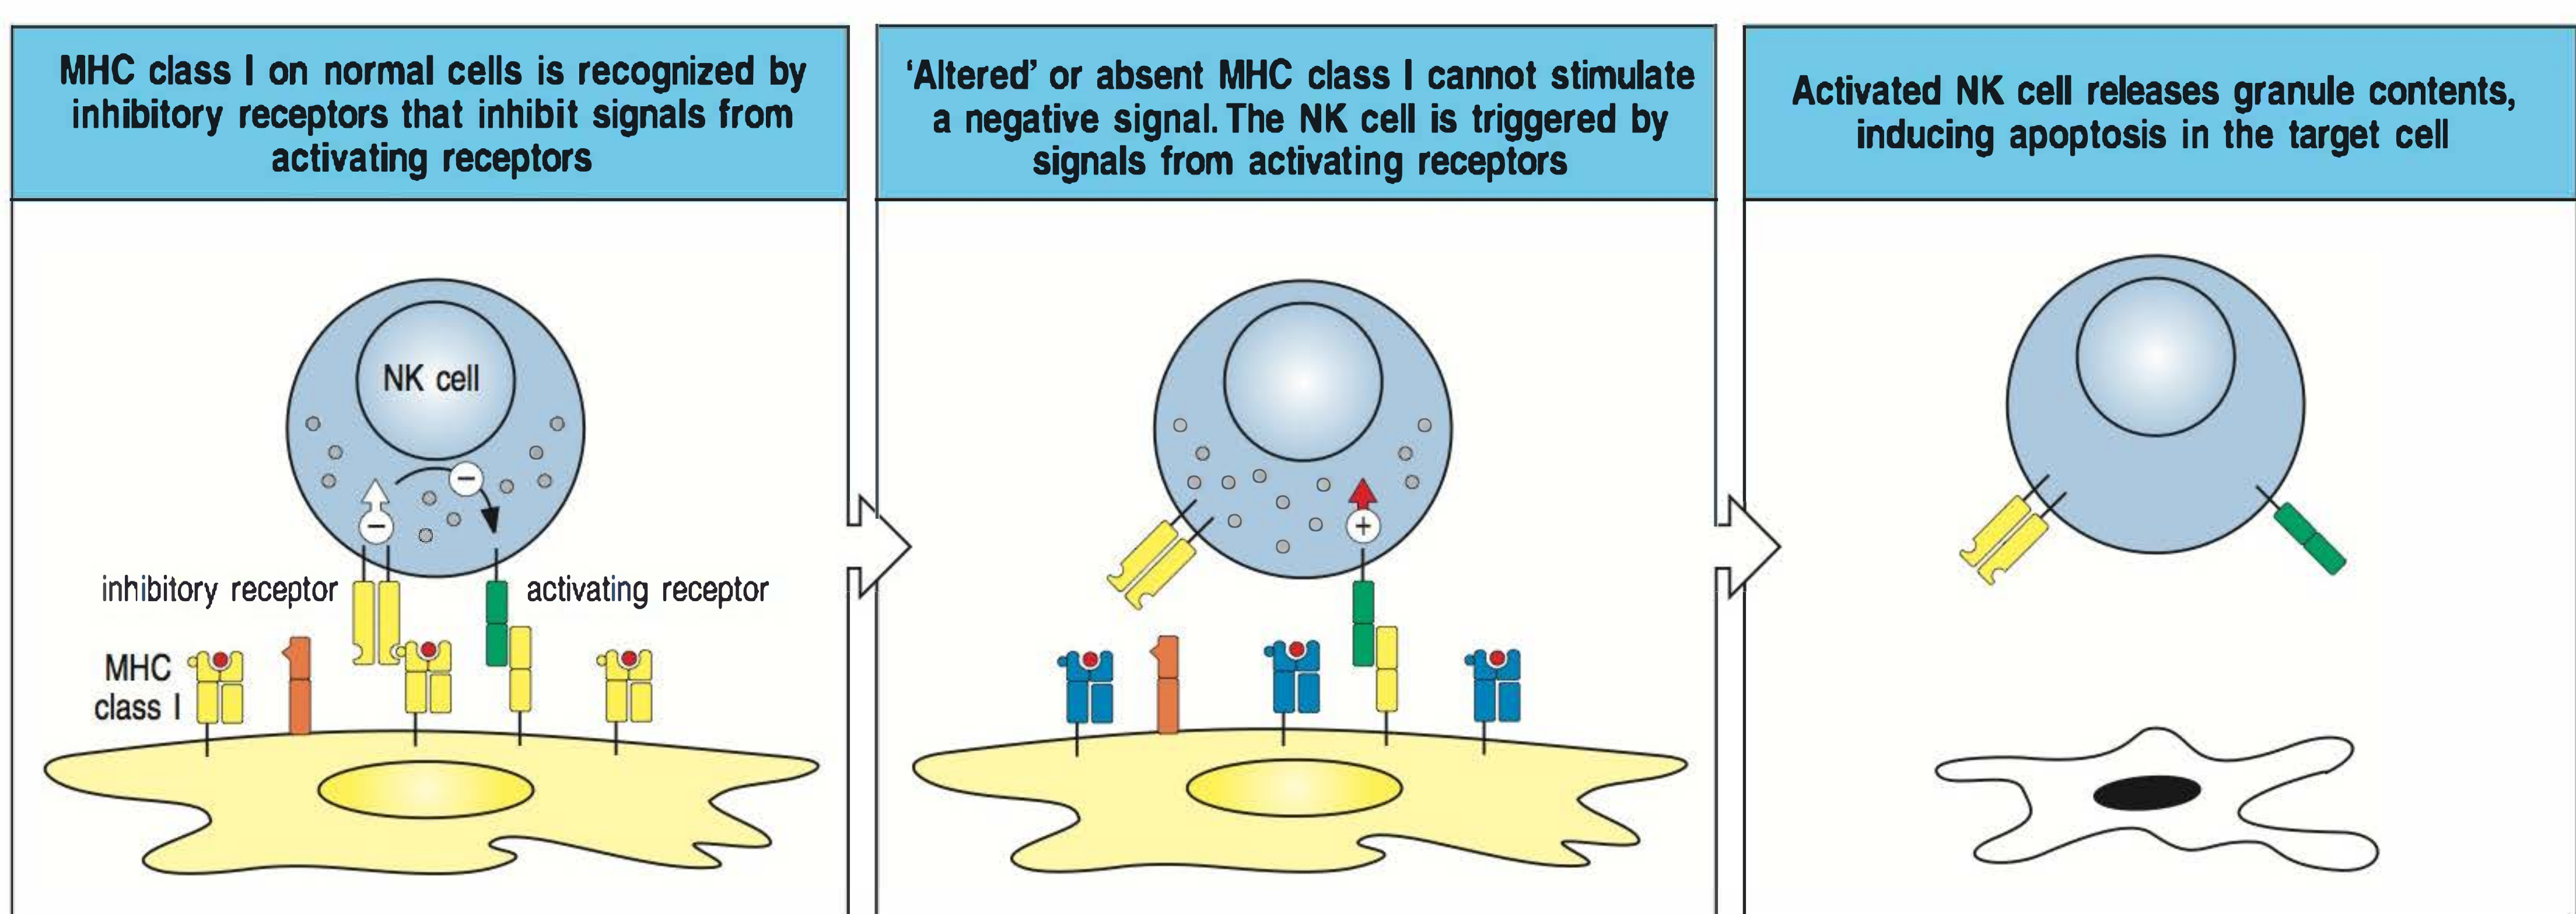 MHC class I on normal cells is recognized by
inhibitory receptors that inhibit signals from
activating receptors
'Altered' or absent MHC class I cannot stimulate
a negative signal. The NK cell is triggered by
signals from activating receptors
Activated NK cell releases granule contents,
inducing apoptosis in the target cell
NK cell
−
−
inhibitory receptor
activating receptor
MHC
class I
+